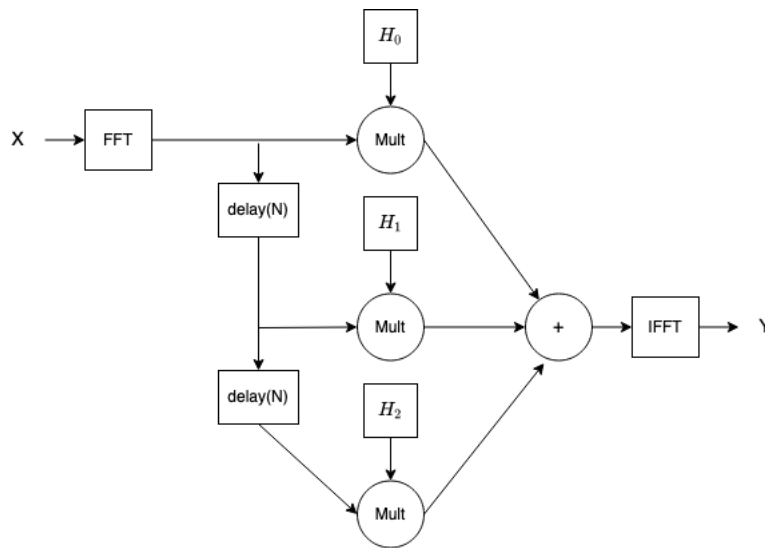 H₀
X
FFT
Mult
delay(N)
H₁
Mult
+
IFFT
Y
delay(N)
H₂
Mult